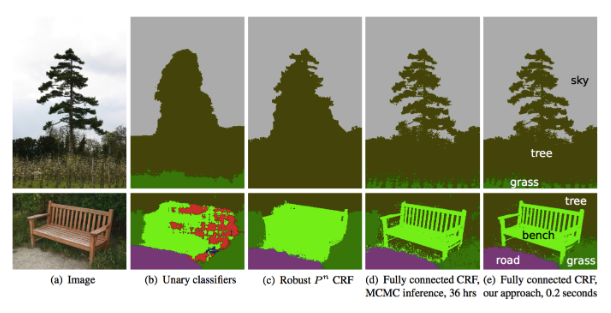 sky
tree
grass
tree
bench
road
grass
(a) Image
(b) Unary classifiers
(c) Robust Pⁿ CRF
(d) Fully connected CRF,
MCMC inference, 36 hrs
(e) Fully connected CRF,
our approach, 0.2 seconds